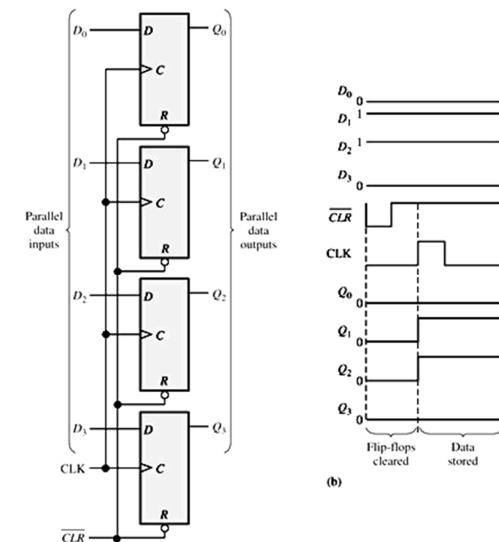 D₀ D Q₀
C
R
D₁ D Q₁
C
R
Parallel data inputs
Parallel data outputs
D₂ D Q₂
C
R
D₃ D Q₃
CLK C
R
CLR̅
D₀ 0
D₁ 1
D₂ 1
D₃ 0
CLR̅
CLK
Q₀ 0
Q₁ 0
Q₂ 0
Q₃ 0
Flip-flops cleared
Data stored
(b)